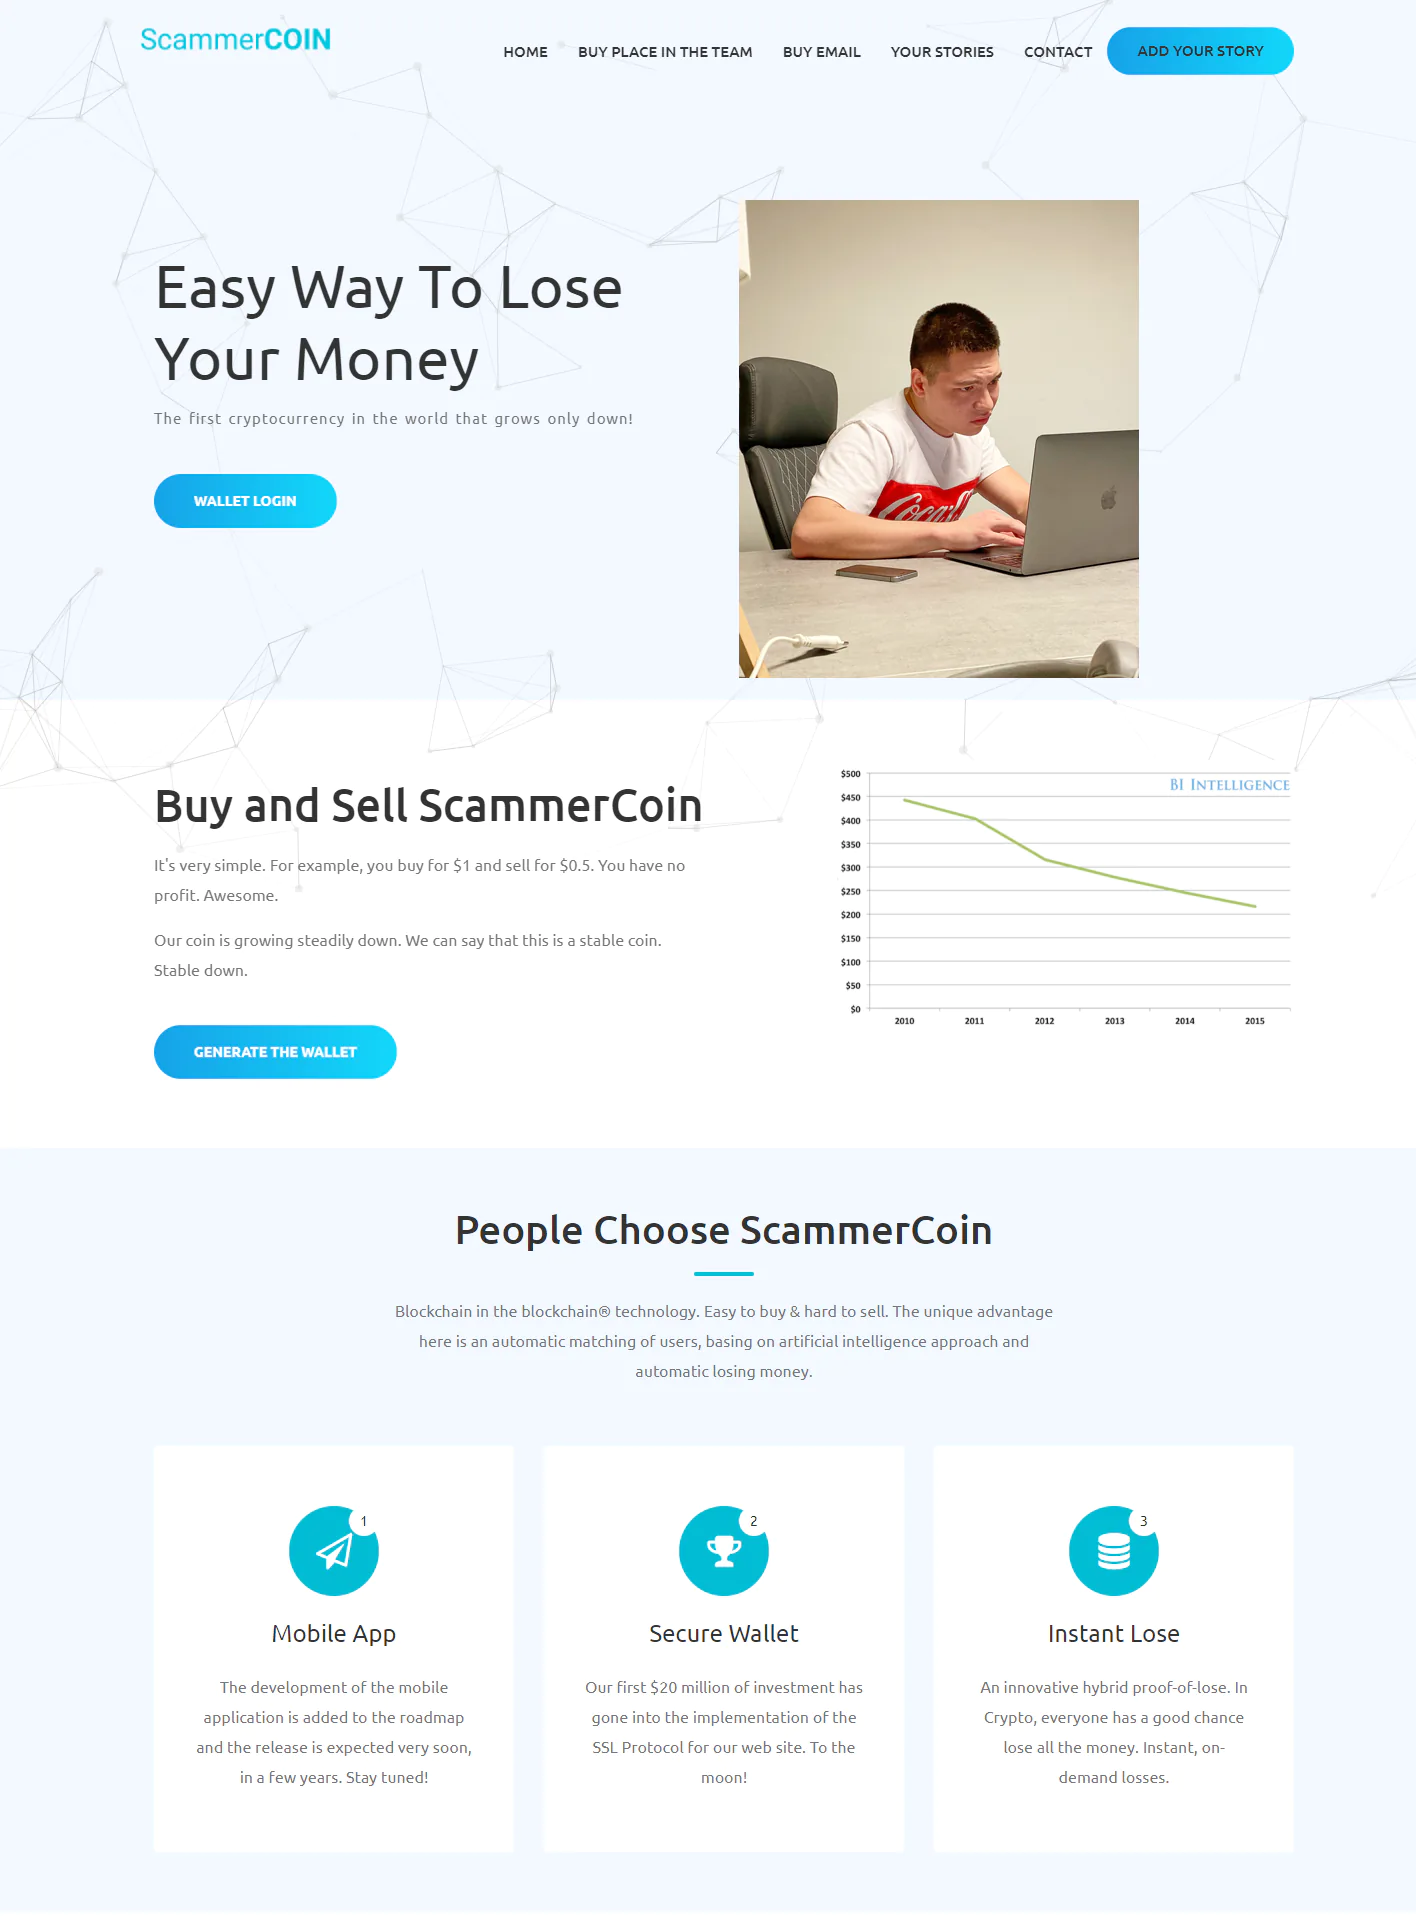 ScammerCOIN
HOME BUY PLACE IN THE TEAM BUY EMAIL YOUR STORIES CONTACT ADD YOUR STORY
Easy Way To Lose
Your Money
The first cryptocurrency in the world that grows only down!
WALLET LOGIN
Coca
Buy and Sell ScammerCoin
It's very simple. For example, you buy for $1 and sell for $0.5. You have no
profit. Awesome.
Our coin is growing steadily down. We can say that this is a stable coin.
Stable down.
GENERATE THE WALLET
BI INTELLIGENCE
$500
$450
$400
$350
$300
$250
$200
$150
$100
$50
$0
2010 2011 2012 2013 2014 2015
People Choose ScammerCoin
Blockchain in the blockchain® technology. Easy to buy & hard to sell. The unique advantage
here is an automatic matching of users, basing on artificial intelligence approach and
automatic losing money.
1
Mobile App
The development of the mobile
application is added to the roadmap
and the release is expected very soon,
in a few years. Stay tuned!
2
Secure Wallet
Our first $20 million of investment has
gone into the implementation of the
SSL Protocol for our web site. To the
moon!
3
Instant Lose
An innovative hybrid proof-of-lose. In
Crypto, everyone has a good chance
lose all the money. Instant, on-
demand losses.